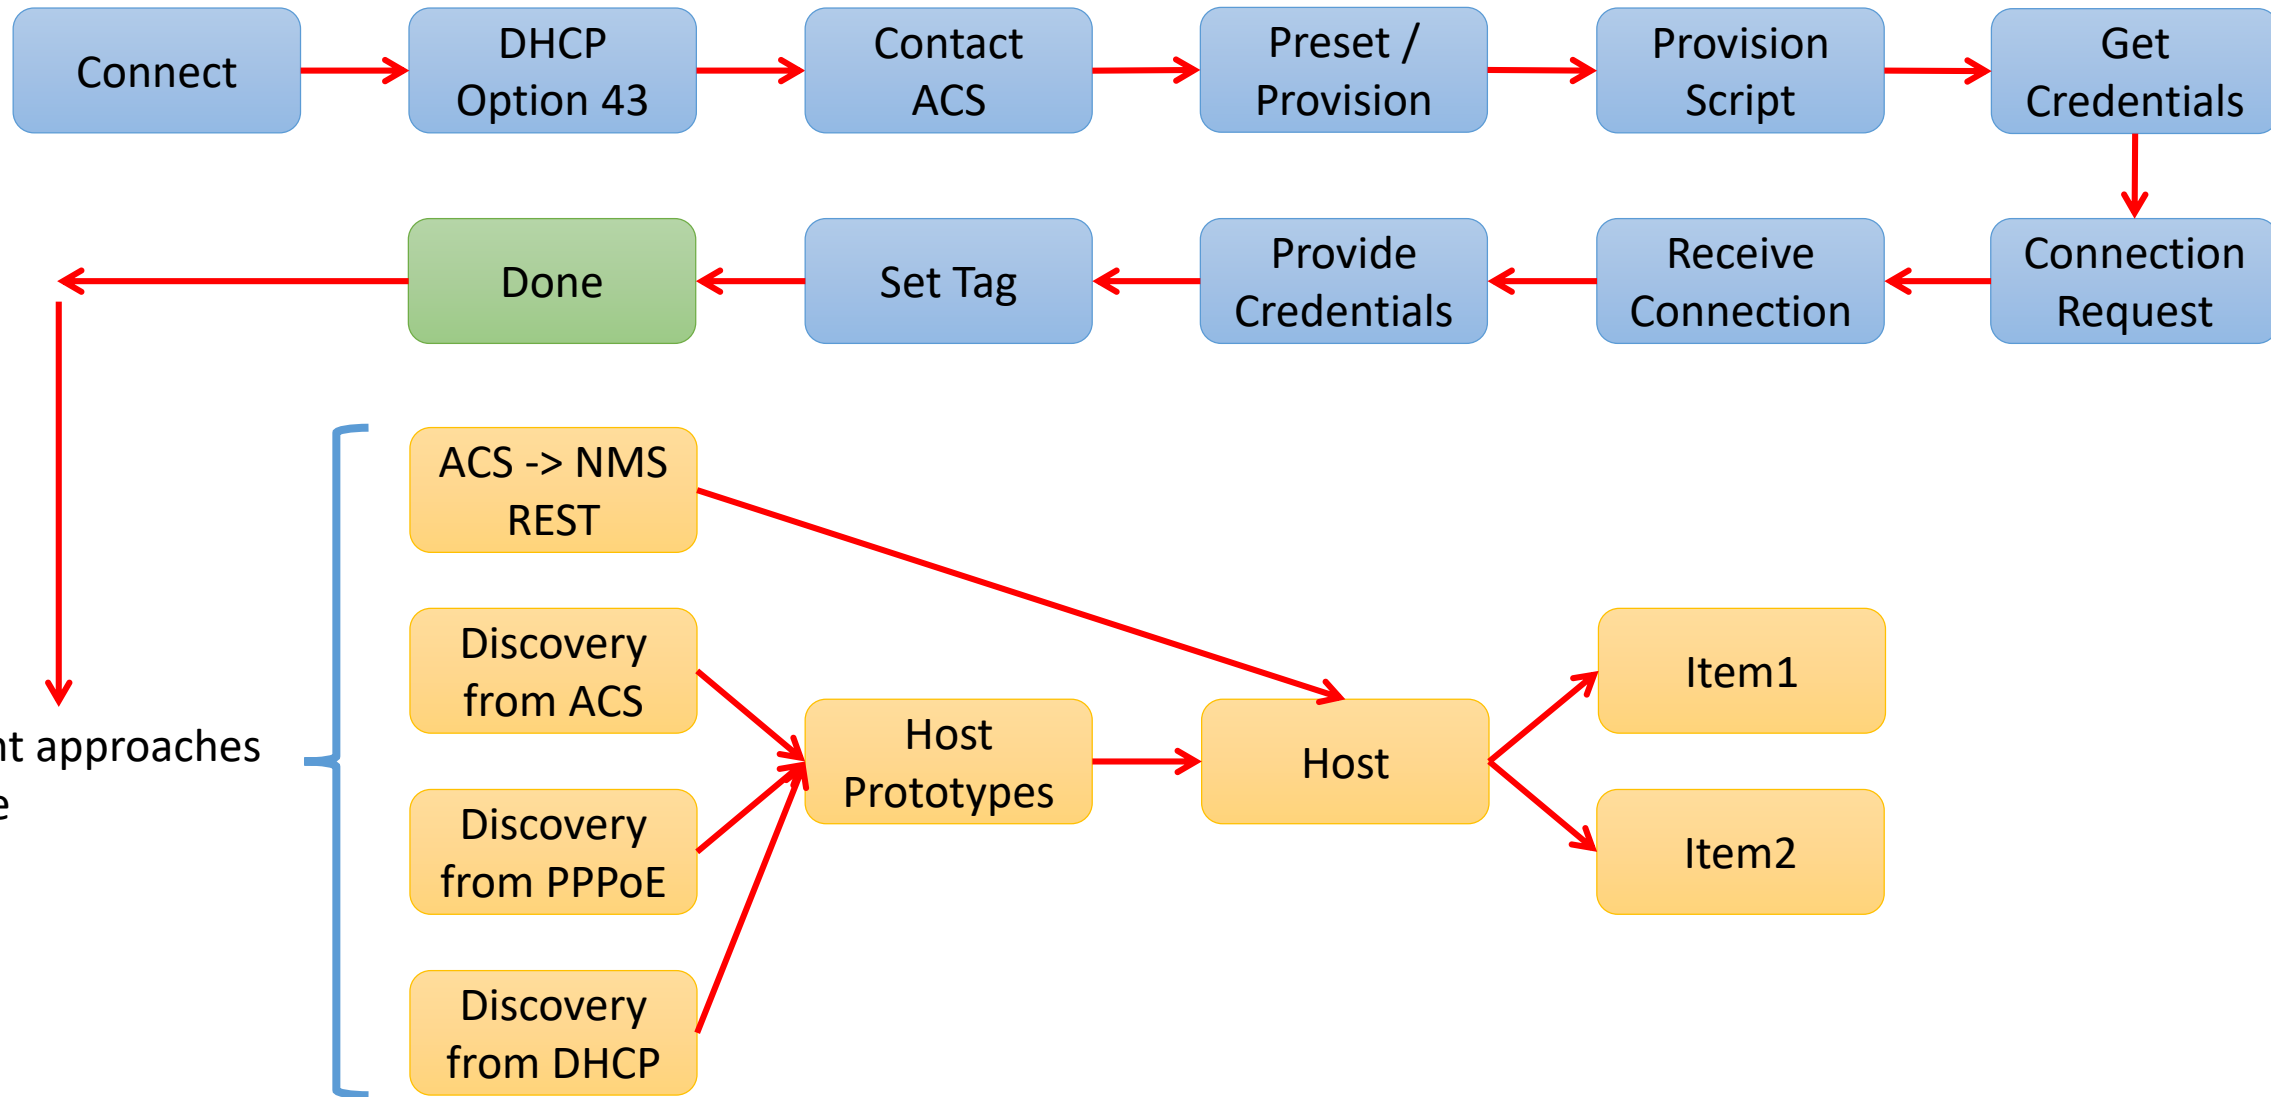 Connect
DHCP
Option 43
Contact
ACS
Preset /
Provision
Provision
Script
Get
Credentials
Done
Set Tag
Provide
Credentials
Receive
Connection
Connection
Request
ACS -> NMS
REST
Discovery
from ACS
Discovery
from PPPoE
Discovery
from DHCP
approaches
Host
Prototypes
Host
Item1
Item2